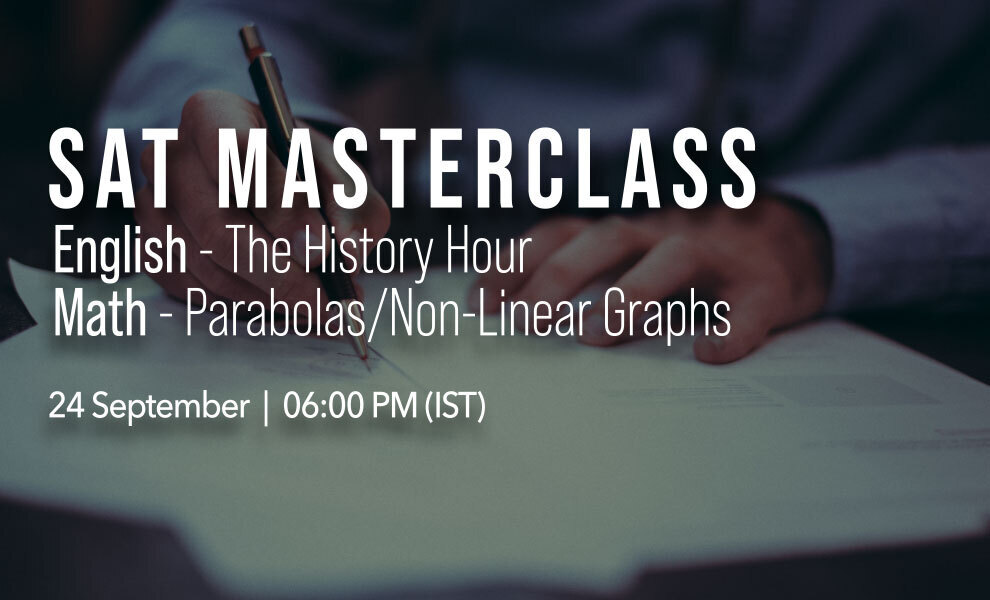 SAT MASTERCLASS
English - The History Hour
Math - Parabolas/Non-Linear Graphs
24 September | 06:00 PM (IST)